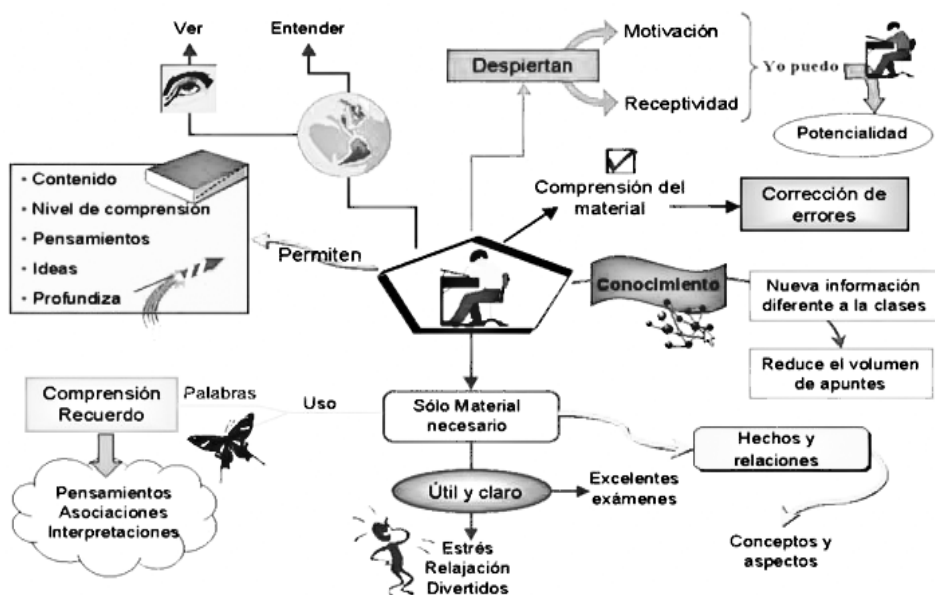 Ver
Entender
Despiertan
Motivación
Receptividad
Yo puedo
Potencialidad
• Contenido
• Nivel de comprensión
• Pensamientos
• Ideas
• Profundiza
Permiten
Comprensión del
material
Corrección de
errores
Conocimiento
Nueva información
diferente a la clases
Reduce el volumen
de apuntes
Comprensión
Recuerdo
Palabras
Uso
Sólo Material
necesario
Hechos y
relaciones
Pensamientos
Asociaciones
Interpretaciones
Útil y claro
Excelentes
exámenes
Estrés
Relajación
Divertidos
Conceptos y
aspectos